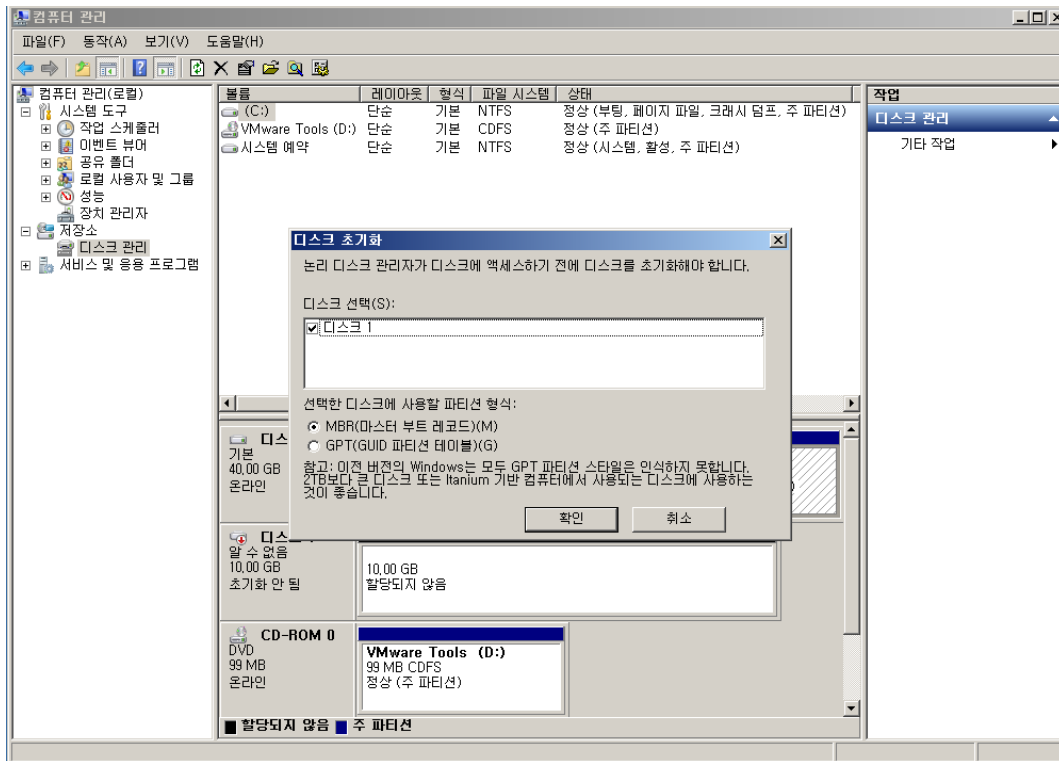 컴퓨터 관리
파일(F) 동작(A) 보기(V) 도움말(H)
컴퓨터 관리(로컬)
시스템 도구
작업 스케줄러
이벤트 뷰어
공유 폴더
로컬 사용자 및 그룹
성능
장치 관리자
저장소
디스크 관리
서비스 및 응용 프로그램
볼륨 레이아웃 형식 파일 시스템 상태
(C:) 단순 기본 NTFS 정상 (부팅, 페이지 파일, 크래시 덤프, 주 파티션)
VMware Tools (D:) 단순 기본 CDFS 정상 (주 파티션)
시스템 예약 단순 기본 NTFS 정상 (시스템, 활성, 주 파티션)
작업
디스크 관리
기타 작업
디스크 초기화
논리 디스크 관리자가 디스크에 액세스하기 전에 디스크를 초기화해야 합니다.
디스크 선택(S):
디스크 1
선택한 디스크에 사용할 파티션 형식:
MBR(마스터 부트 레코드)(M)
GPT(GUID 파티션 테이블)(G)
참고: 이전 버전의 Windows는 모두 GPT 파티션 스타일은 인식하지 못합니다.
2TB보다 큰 디스크 또는 Itanium 기반 컴퓨터에서 사용되는 디스크에 사용하는
것이 좋습니다.
확인 취소
기본
40,00 GB
온라인
알 수 없음
10,00 GB
초기화 안 됨
10,00 GB
할당되지 않음
CD-ROM 0
DVD
99 MB
온라인
VMware Tools (D:)
99 MB CDFS
정상 (주 파티션)
할당되지 않음 주 파티션